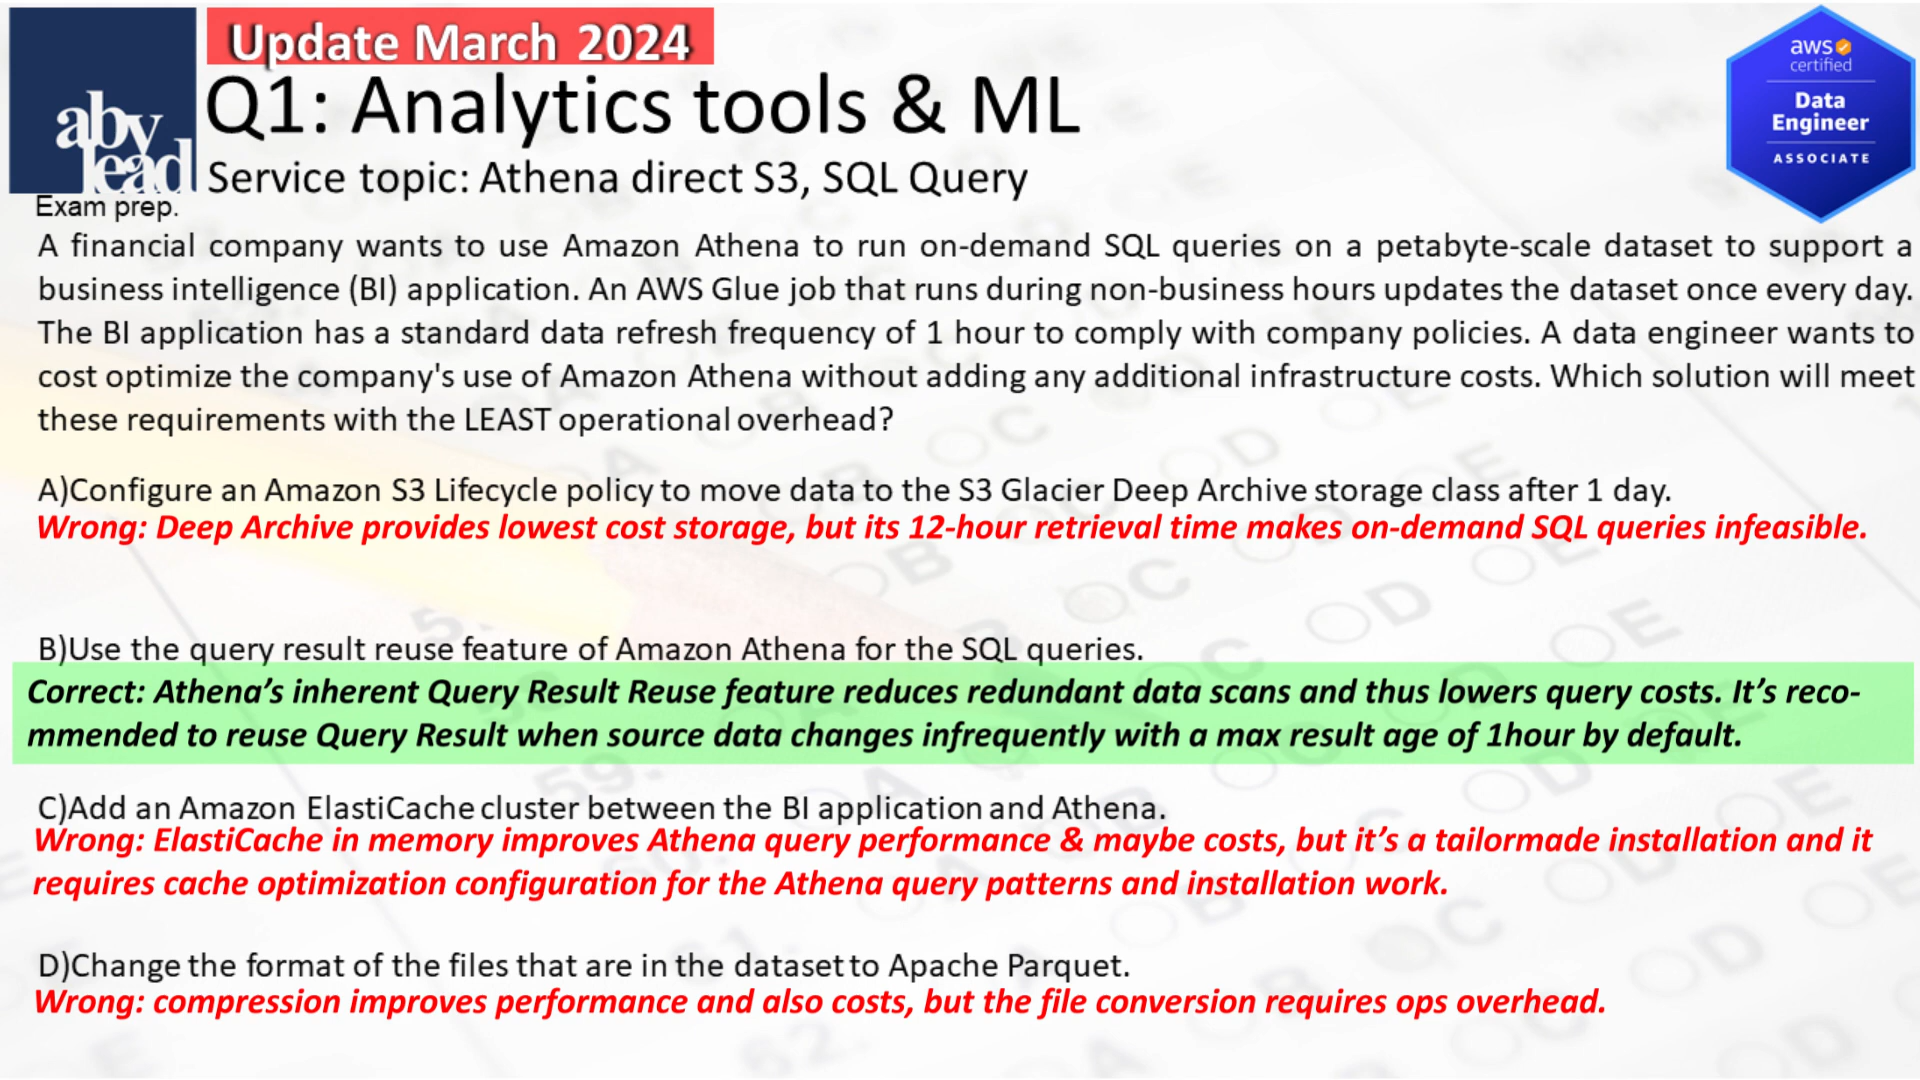 Update March 2024
aby
lead
Q1: Analytics tools & ML
Service topic: Athena direct S3, SQL Query
aws
certified
Data
Engineer
ASSOCIATE
Exam prep.
A financial company wants to use Amazon Athena to run on-demand SQL queries on a petabyte-scale dataset to support a
business intelligence (BI) application. An AWS Glue job that runs during non-business hours updates the dataset once every day.
The BI application has a standard data refresh frequency of 1 hour to comply with company policies. A data engineer wants to
cost optimize the company's use of Amazon Athena without adding any additional infrastructure costs. Which solution will meet
these requirements with the LEAST operational overhead?
A)Configure an Amazon S3 Lifecycle policy to move data to the S3 Glacier Deep Archive storage class after 1 day.
Wrong: Deep Archive provides lowest cost storage, but its 12-hour retrieval time makes on-demand SQL queries infeasible.
B)Use the query result reuse feature of Amazon Athena for the SQL queries.
Correct: Athena’s inherent Query Result Reuse feature reduces redundant data scans and thus lowers query costs. It’s reco-
mmended to reuse Query Result when source data changes infrequently with a max result age of 1hour by default.
C)Add an Amazon ElastiCache cluster between the BI application and Athena.
Wrong: ElastiCache in memory improves Athena query performance & maybe costs, but it’s a tailormade installation and it
requires cache optimization configuration for the Athena query patterns and installation work.
D)Change the format of the files that are in the dataset to Apache Parquet.
Wrong: compression improves performance and also costs, but the file conversion requires ops overhead.